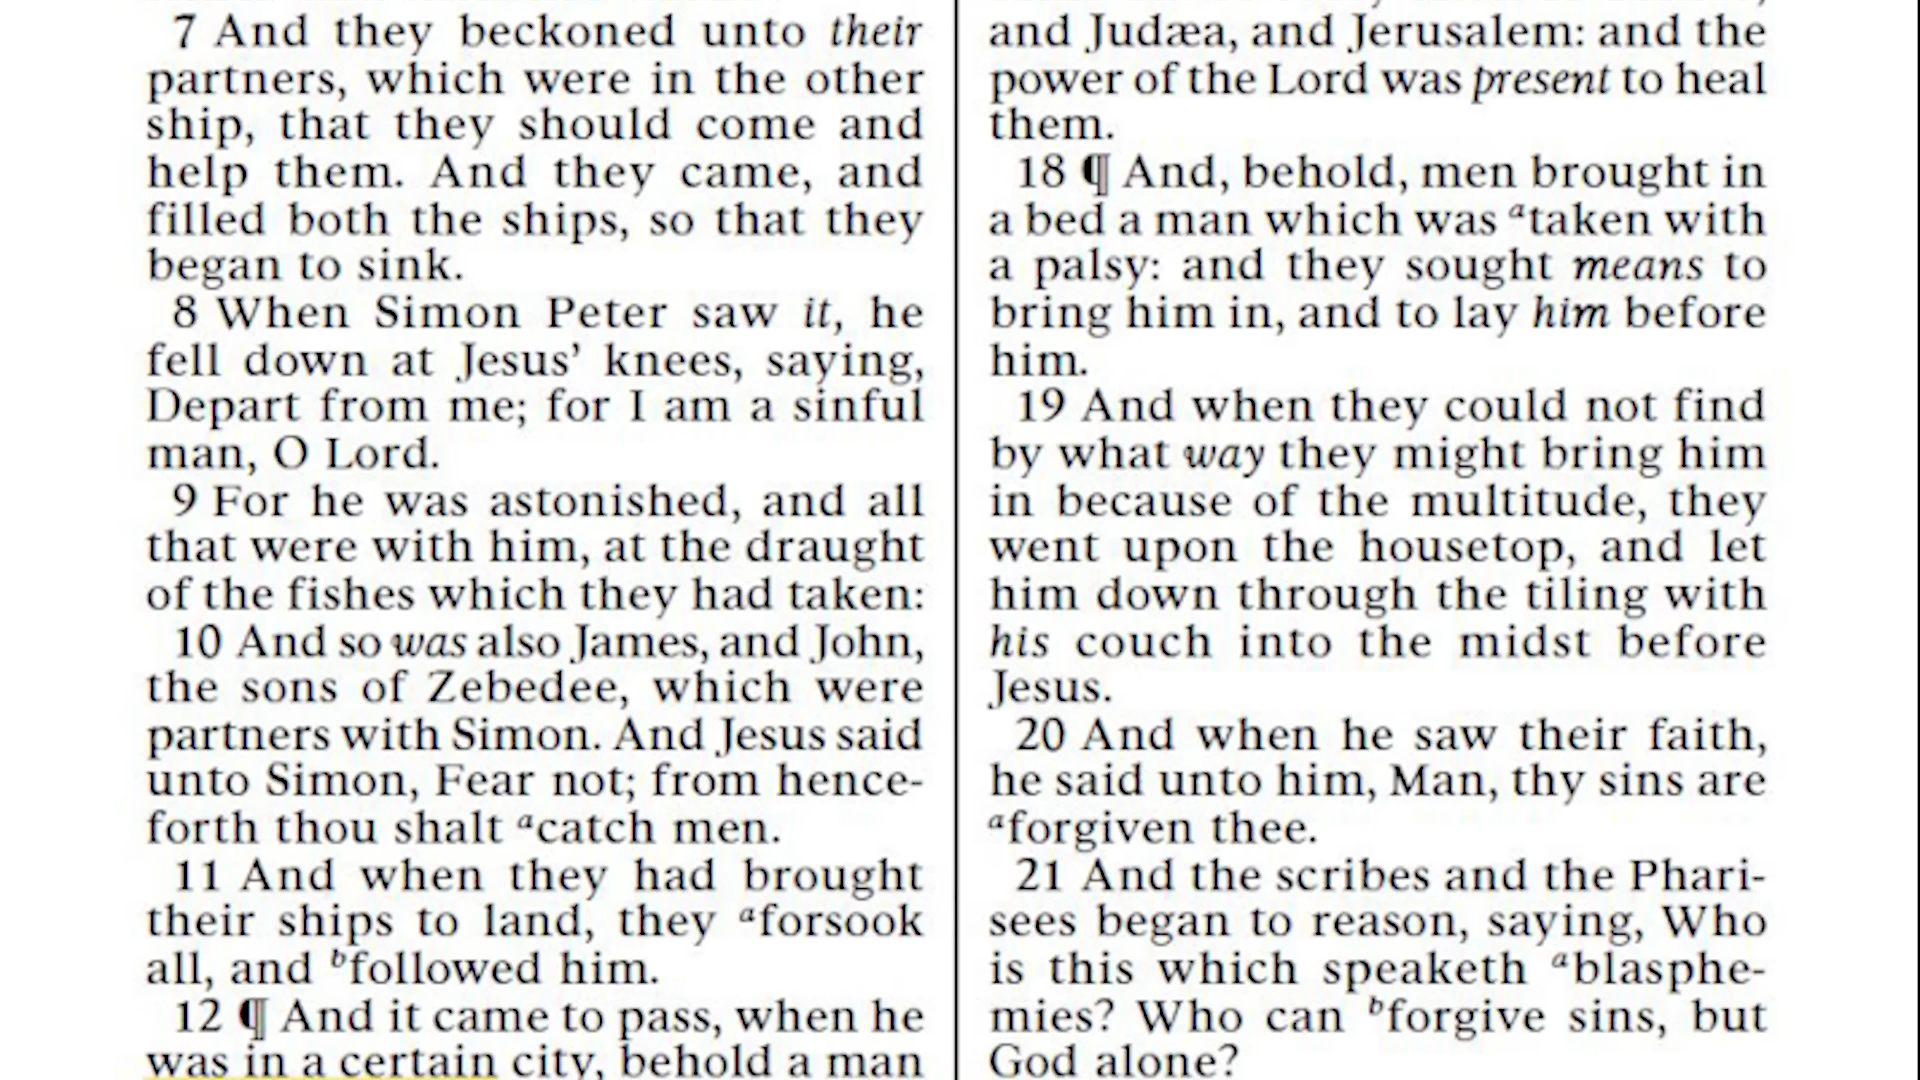 7 And they beckoned unto their
partners, which were in the other
ship, that they should come and
help them. And they came, and
filled both the ships, so that they
began to sink.
8 When Simon Peter saw it, he
fell down at Jesus’ knees, saying,
Depart from me; for I am a sinful
man, O Lord.
9 For he was astonished, and all
that were with him, at the draught
of the fishes which they had taken:
10 And so was also James, and John,
the sons of Zebedee, which were
partners with Simon. And Jesus said
unto Simon, Fear not; from hence-
forth thou shalt ᵃcatch men.
11 And when they had brought
their ships to land, they ᵃforsook
all, and ᵇfollowed him.
12 ¶ And it came to pass, when he
was in a certain city, behold a man
and Judæa, and Jerusalem: and the
power of the Lord was present to heal
them.
18 ¶ And, behold, men brought in
a bed a man which was ᵃtaken with
a palsy: and they sought means to
bring him in, and to lay him before
him.
19 And when they could not find
by what way they might bring him
in because of the multitude, they
went upon the housetop, and let
him down through the tiling with
his couch into the midst before
Jesus.
20 And when he saw their faith,
he said unto him, Man, thy sins are
ᵃforgiven thee.
21 And the scribes and the Phari-
sees began to reason, saying, Who
is this which speaketh ᵃblasphe-
mies? Who can ᵇforgive sins, but
God alone?